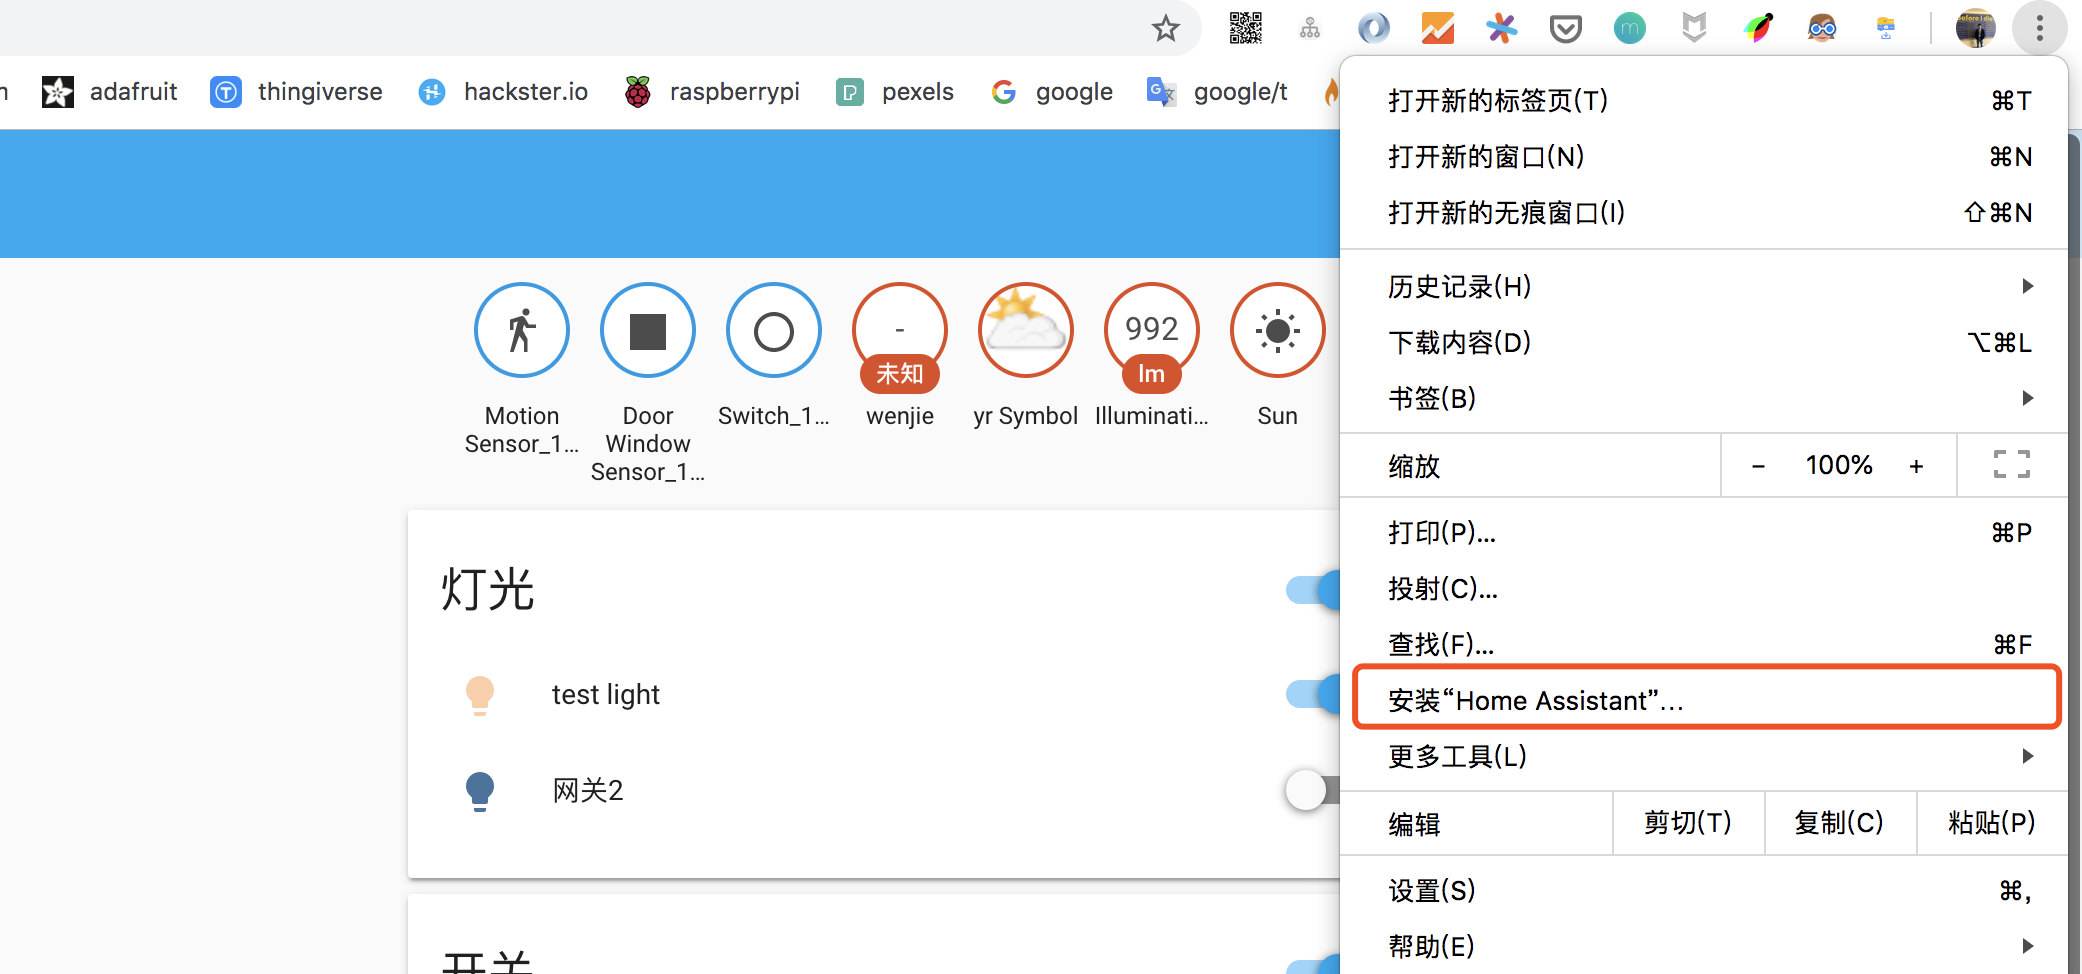 adafruit thingiverse hackster.io raspberrypi pexels google google/t
打开新的标签页(T) ⌘T
打开新的窗口(N) ⌘N
打开新的无痕窗口(I) ⇧⌘N
历史记录(H)
下载内容(D) ⌥⌘L
书签(B)
缩放 − 100% +
打印(P)... ⌘P
投射(C)...
查找(F)... ⌘F
安装“Home Assistant”...
更多工具(L)
编辑 剪切(T) 复制(C) 粘贴(P)
设置(S) ⌘,
帮助(E)
-
992
未知
lm
Motion
Sensor_1...
Door
Window
Sensor_1...
Switch_1...
wenjie
yr Symbol
Illuminati...
Sun
灯光
test light
网关2
开关